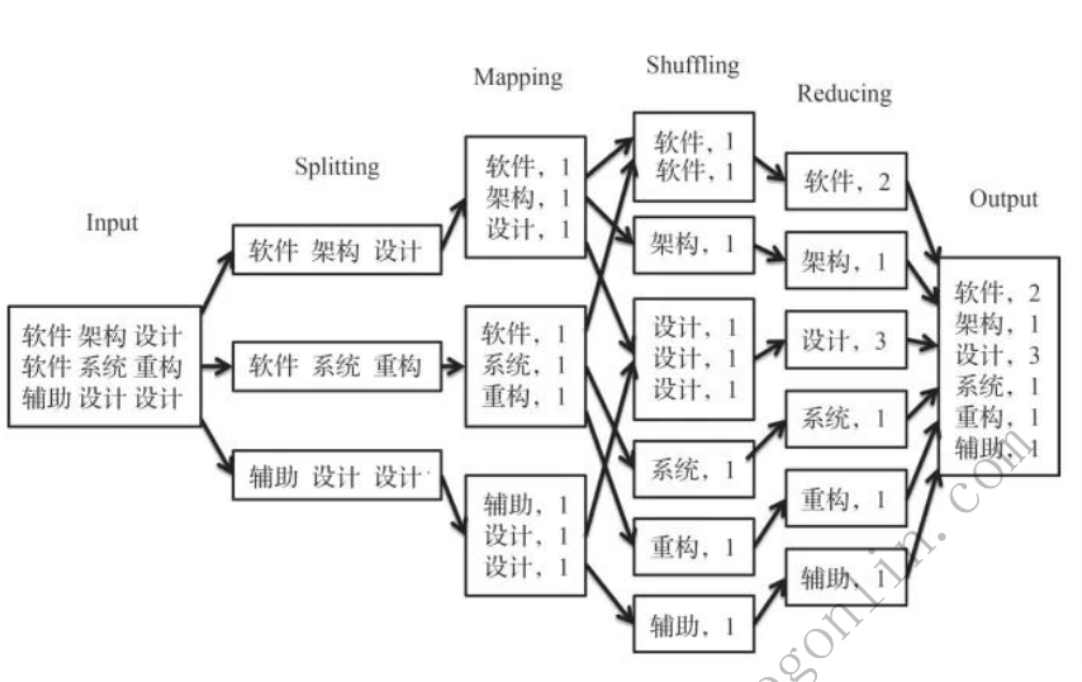 Input
软件 架构 设计
软件 系统 重构
辅助 设计 设计
Splitting
软件 架构 设计
软件 系统 重构
辅助 设计 设计
Mapping
软件，1
架构，1
设计，1
软件，1
系统，1
重构，1
辅助，1
设计，1
设计，1
Shuffling
软件，1
软件，1
架构，1
设计，1
设计，1
设计，1
系统，1
重构，1
辅助，1
Reducing
软件，2
架构，1
设计，3
系统，1
重构，1
辅助，1
Output
软件，2
架构，1
设计，3
系统，1
重构，1
辅助，1